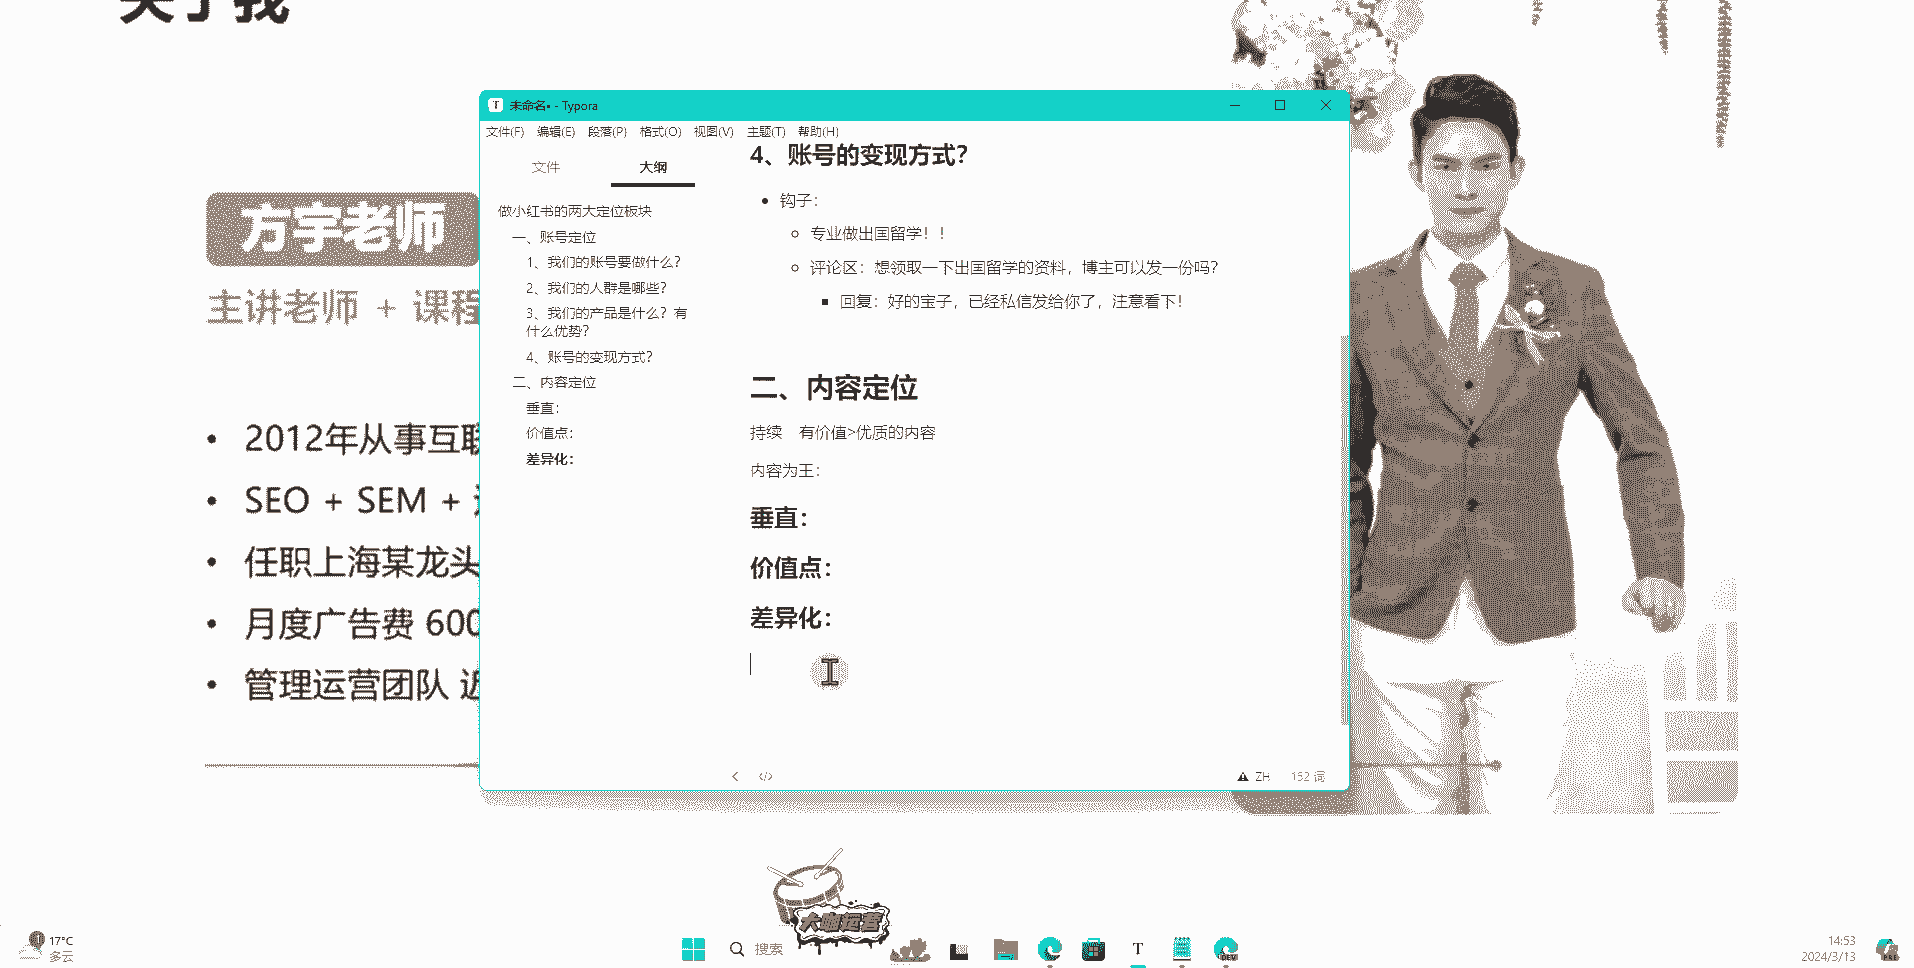 关于我
方宇老师
主讲老师 + 课程
2012年从事互联
SEO + SEM +
任职上海某龙头
月度广告费 600
管理运营团队 近
T 未命名• - Typora
文件(F) 编辑(E) 段落(P) 格式(O) 视图(V) 主题(T) 帮助(H)
文件 大纲
做小红书的两大定位板块
一、账号定位
1、我们的账号要做什么?
2、我们的人群是哪些?
3、我们的产品是什么? 有
什么优势?
4、账号的变现方式?
二、内容定位
垂直:
价值点:
差异化:
4、账号的变现方式?
钩子:
专业做出国留学!!
评论区: 想领取一下出国留学的资料, 博主可以发一份吗?
回复: 好的宝子, 已经私信发给你了, 注意看下!
二、内容定位
持续 有价值>优质的内容
内容为王:
垂直:
价值点:
差异化:
ZH 152 词
大咖运营
1
17°C
多云
搜索
T
DEV
14:53
2024/3/13
PRE